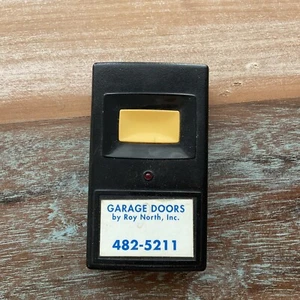 GARAGE DOORS
by Roy North, Inc.
482-5211